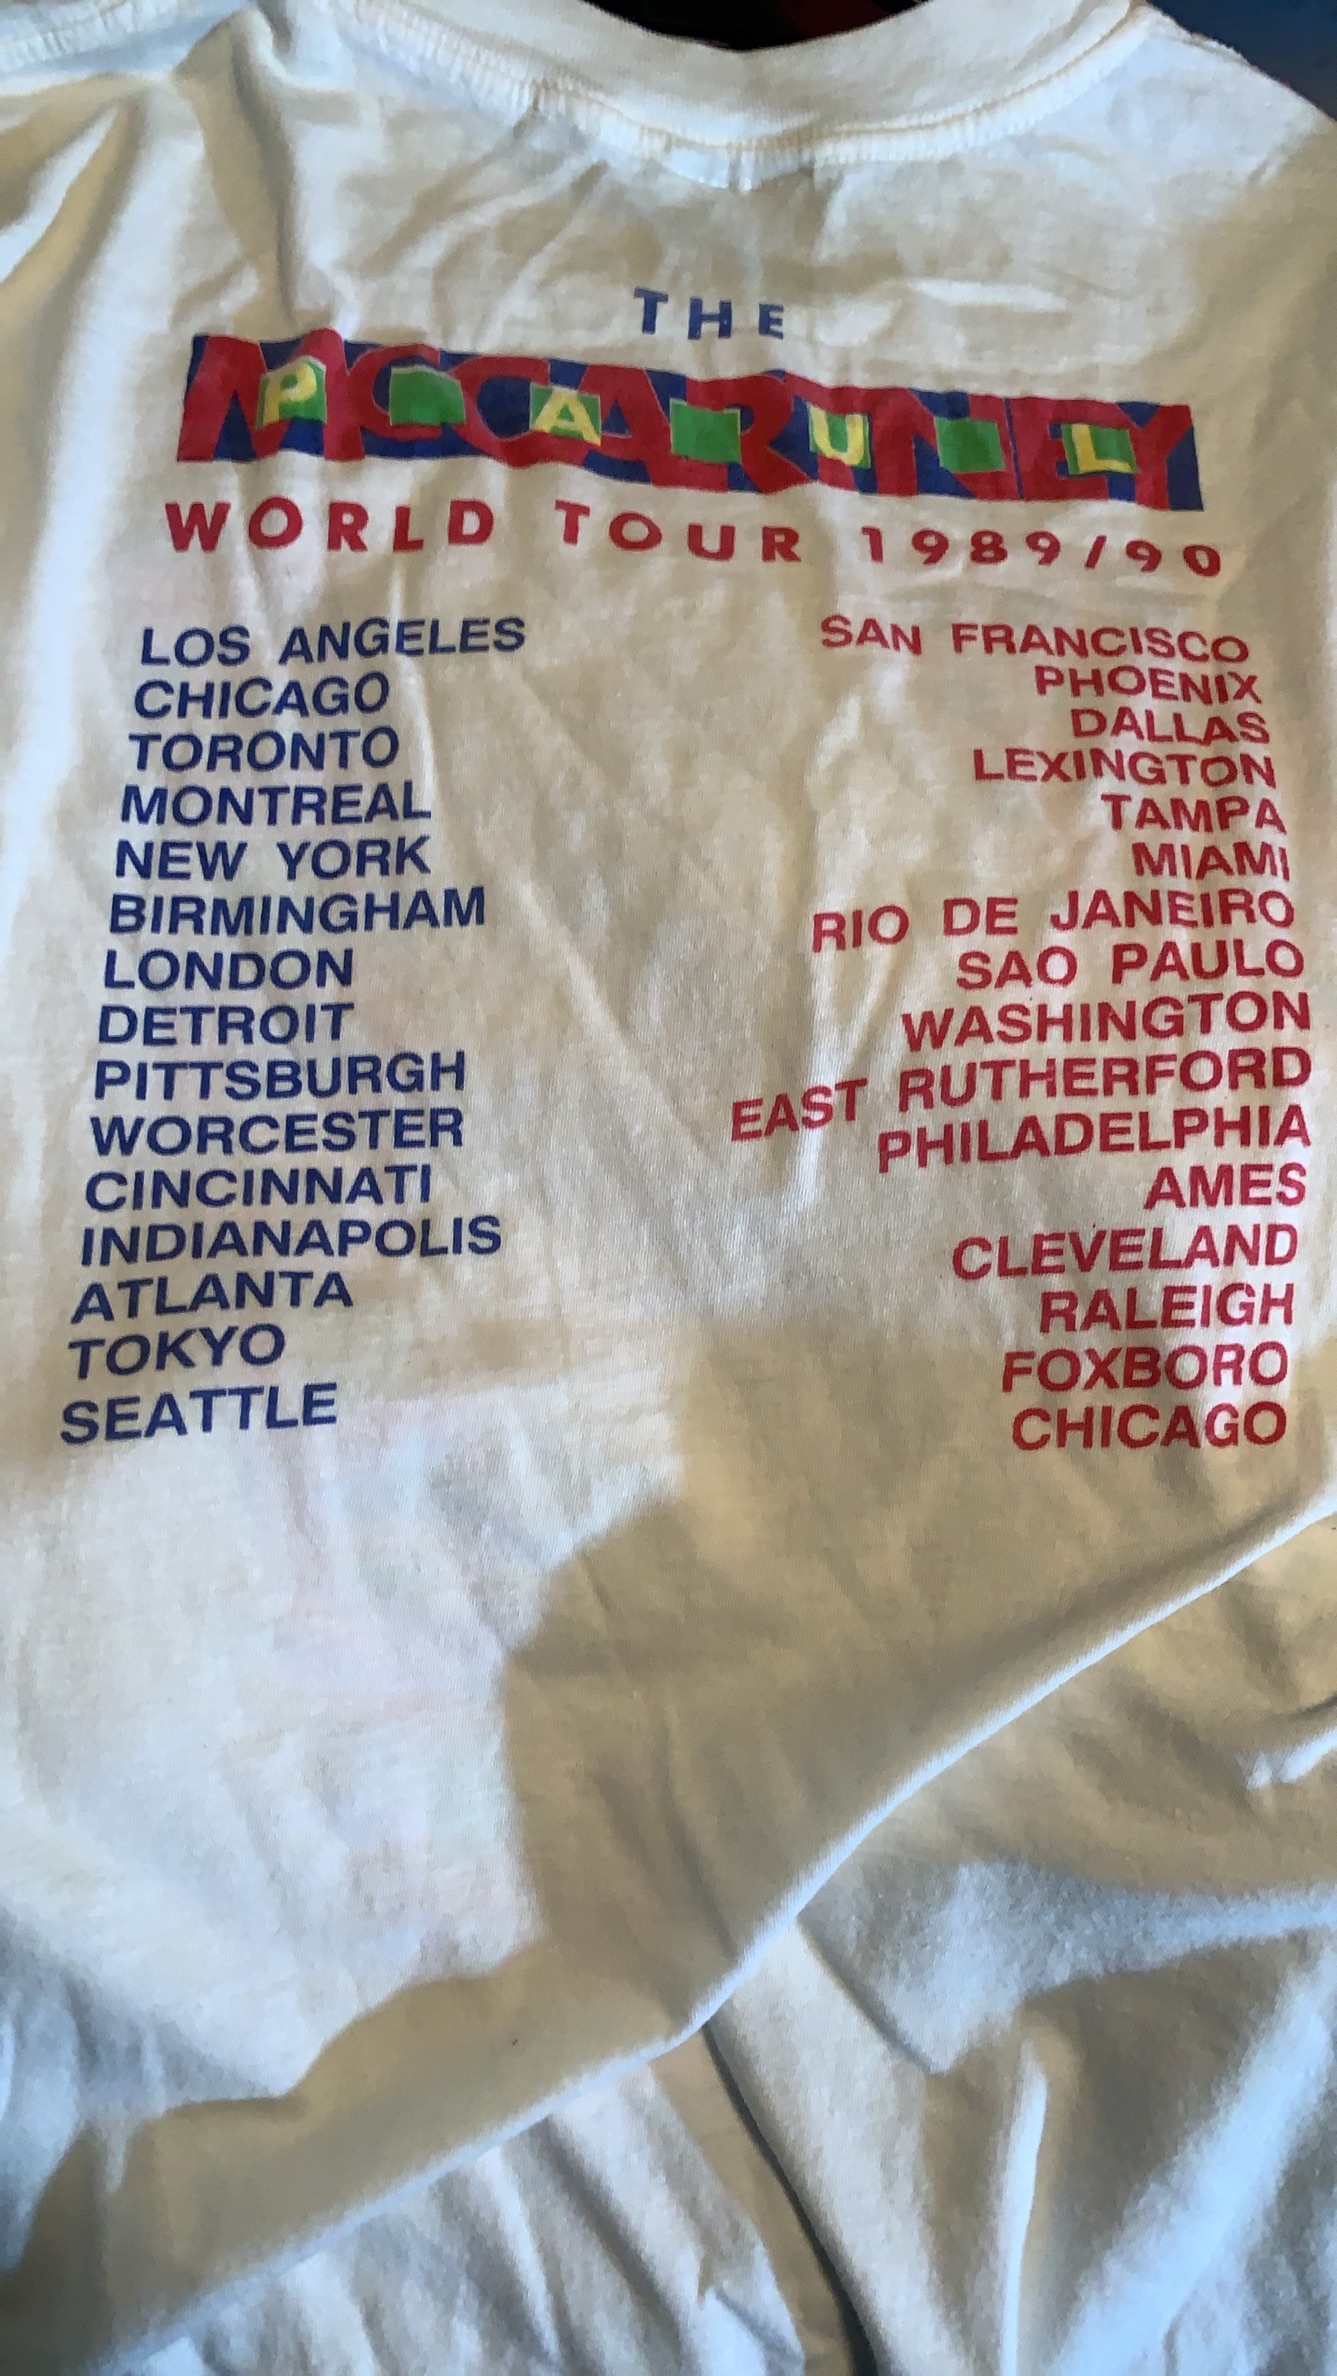 THE
MCCARTNEY
PAUL
WORLD TOUR 1989/90
LOS ANGELES
CHICAGO
TORONTO
MONTREAL
NEW YORK
BIRMINGHAM
LONDON
DETROIT
PITTSBURGH
WORCESTER
CINCINNATI
INDIANAPOLIS
ATLANTA
TOKYO
SEATTLE
SAN FRANCISCO
PHOENIX
DALLAS
LEXINGTON
TAMPA
MIAMI
RIO DE JANEIRO
SAO PAULO
WASHINGTON
EAST RUTHERFORD
PHILADELPHIA
AMES
CLEVELAND
RALEIGH
FOXBORO
CHICAGO